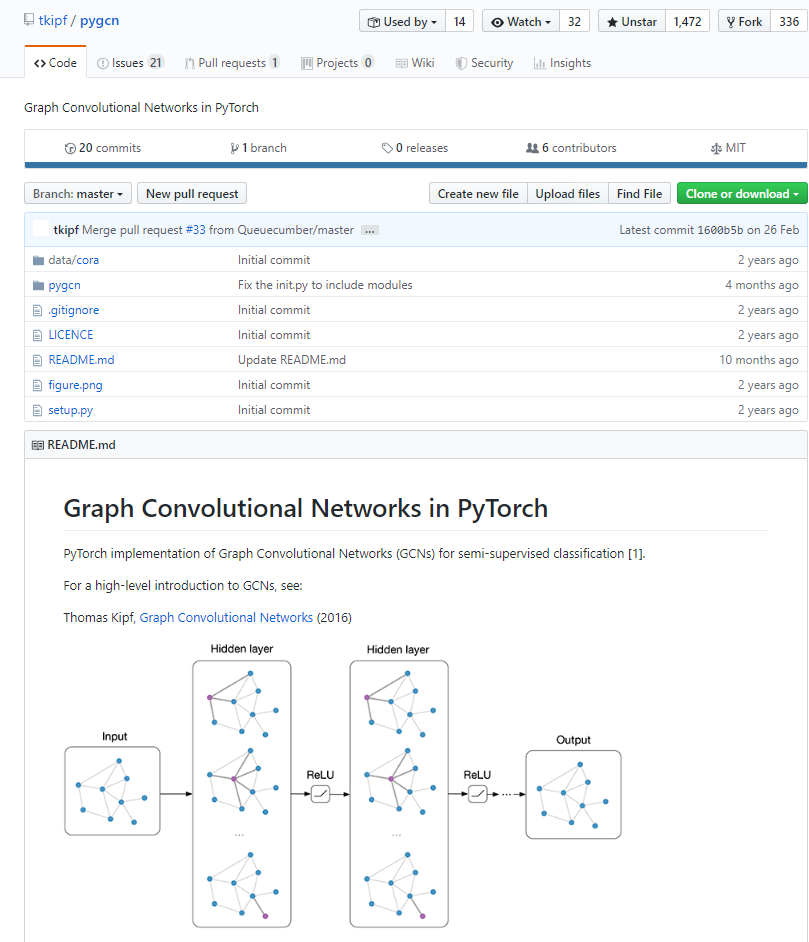 tkipf / pygcn Used by 14 Watch 32 Unstar 1,472 Fork 336
Code Issues 21 Pull requests 1 Projects 0 Wiki Security Insights
Graph Convolutional Networks in PyTorch
20 commits 1 branch 0 releases 6 contributors MIT
Branch: master New pull request Create new file Upload files Find File Clone or download
tkipf Merge pull request #33 from Queuecumber/master ... Latest commit 1600b5b on 26 Feb
data/cora Initial commit 2 years ago
pygcn Fix the init.py to include modules 4 months ago
.gitignore Initial commit 2 years ago
LICENCE Initial commit 2 years ago
README.md Update README.md 10 months ago
figure.png Initial commit 2 years ago
setup.py Initial commit 2 years ago
README.md
Graph Convolutional Networks in PyTorch
PyTorch implementation of Graph Convolutional Networks (GCNs) for semi-supervised classification [1].
For a high-level introduction to GCNs, see:
Thomas Kipf, Graph Convolutional Networks (2016)
Hidden layer Hidden layer
Input Output
ReLU ReLU
... ...
...